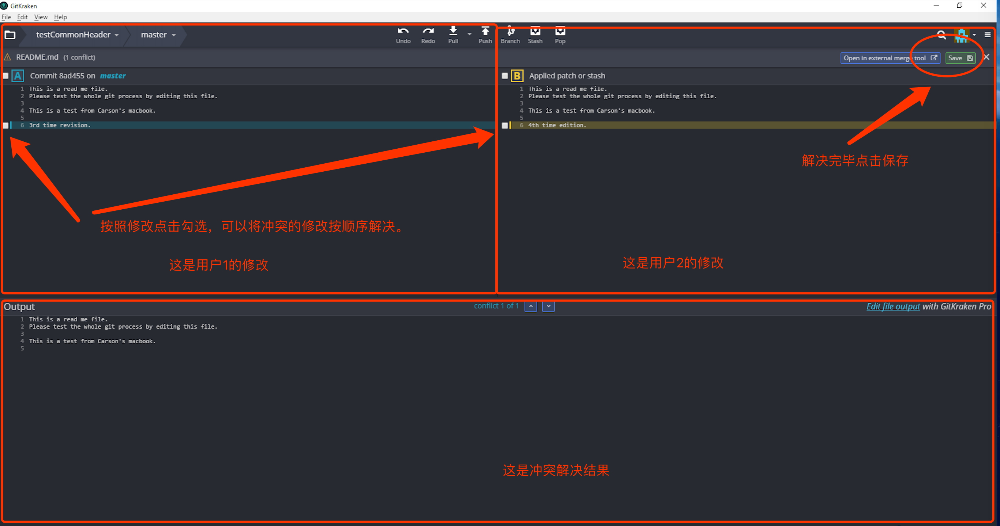 GitKraken
File Edit View Help
testCommonHeader master Undo Redo Pull Push Branch Stash Pop
README.md (1 conflict) Open in external merge tool Save
A Commit 8ad455 on master
1 This is a read me file.
2 Please test the whole git process by editing this file.
3
4 This is a test from Carson's macbook.
5
6 3rd time revision.
B Applied patch or stash
1 This is a read me file.
2 Please test the whole git process by editing this file.
3
4 This is a test from Carson's macbook.
5
6 4th time edition.
解决完毕点击保存
按照修改点击勾选，可以将冲突的修改按顺序解决。
这是用户1的修改
这是用户2的修改
Output conflict 1 of 1 Edit file output with GitKraken Pro
1 This is a read me file.
2 Please test the whole git process by editing this file.
3
4 This is a test from Carson's macbook.
5
这是冲突解决结果